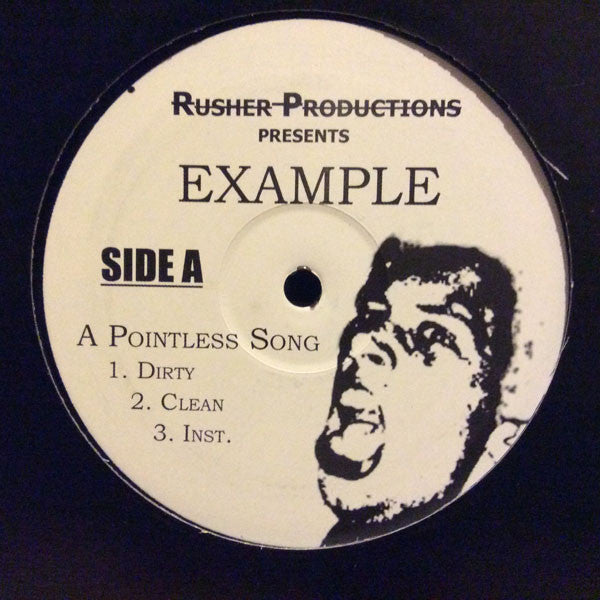 RUSHER PRODUCTIONS
PRESENTS
EXAMPLE
SIDE A
A POINTLESS SONG
1. DIRTY
2. CLEAN
3. INST.